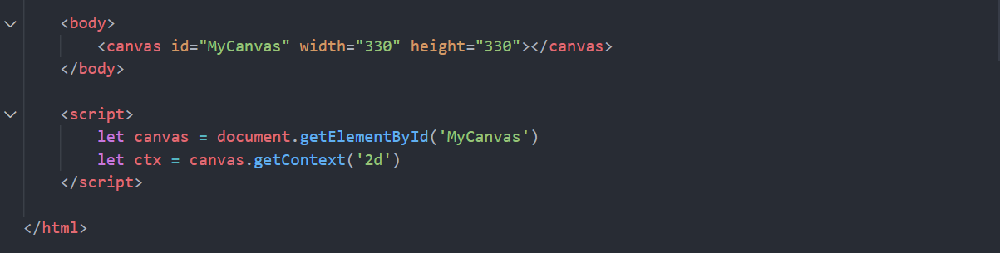 <body>
<canvas id="MyCanvas" width="330" height="330"></canvas>
</body>
<script>
let canvas = document.getElementById('MyCanvas')
let ctx = canvas.getContext('2d')
</script>
</html>